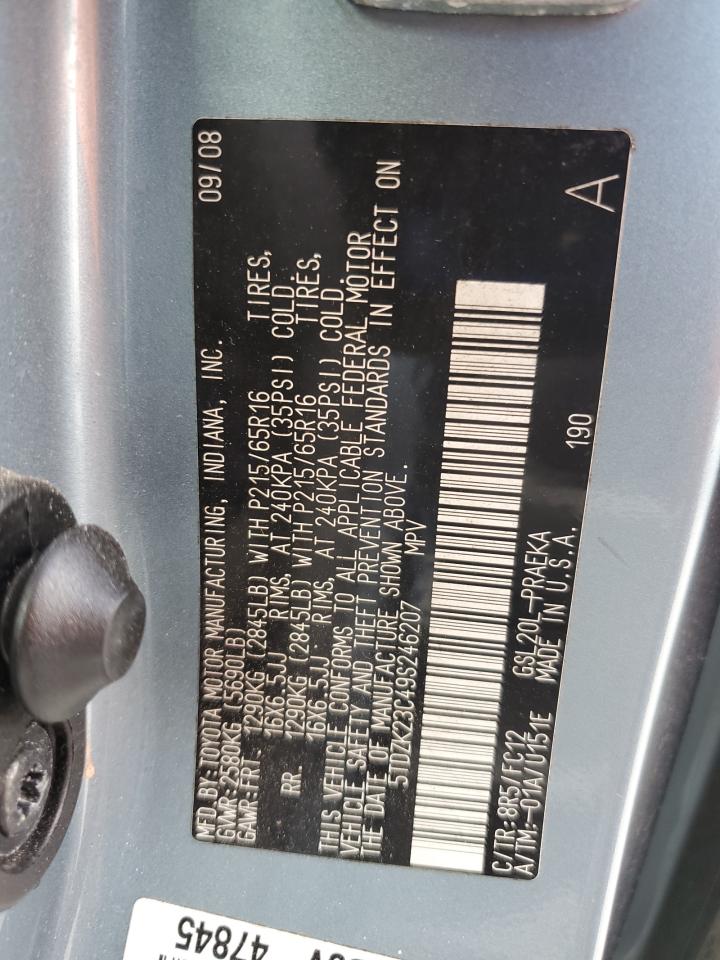 MFD.BY: TOYOTA MOTOR MANUFACTURING, INDIANA, INC. 09/08
GVWR:2580KG (5690LB)
GAWR:FRT 1290KG (2845LB) WITH P215/65R16 TIRES,
16X6.5JJ RIMS, AT 240KPA (35PSI) COLD.
RR 1290KG (2845LB) WITH P215/65R16 TIRES,
16X6.5JJ RIMS, AT 240KPA (35PSI) COLD.
THIS VEHICLE CONFORMS TO ALL APPLICABLE FEDERAL MOTOR
VEHICLE SAFETY AND THEFT PREVENTION STANDARDS IN EFFECT ON
THE DATE OF MANUFACTURE SHOWN ABOVE.
5TDZK23C49S246207 MPV
C/TR:8R5/FC12 GSL20L-PRAEKA 190 A
A/TM:-01A/U151E MADE IN U.S.A.
47845